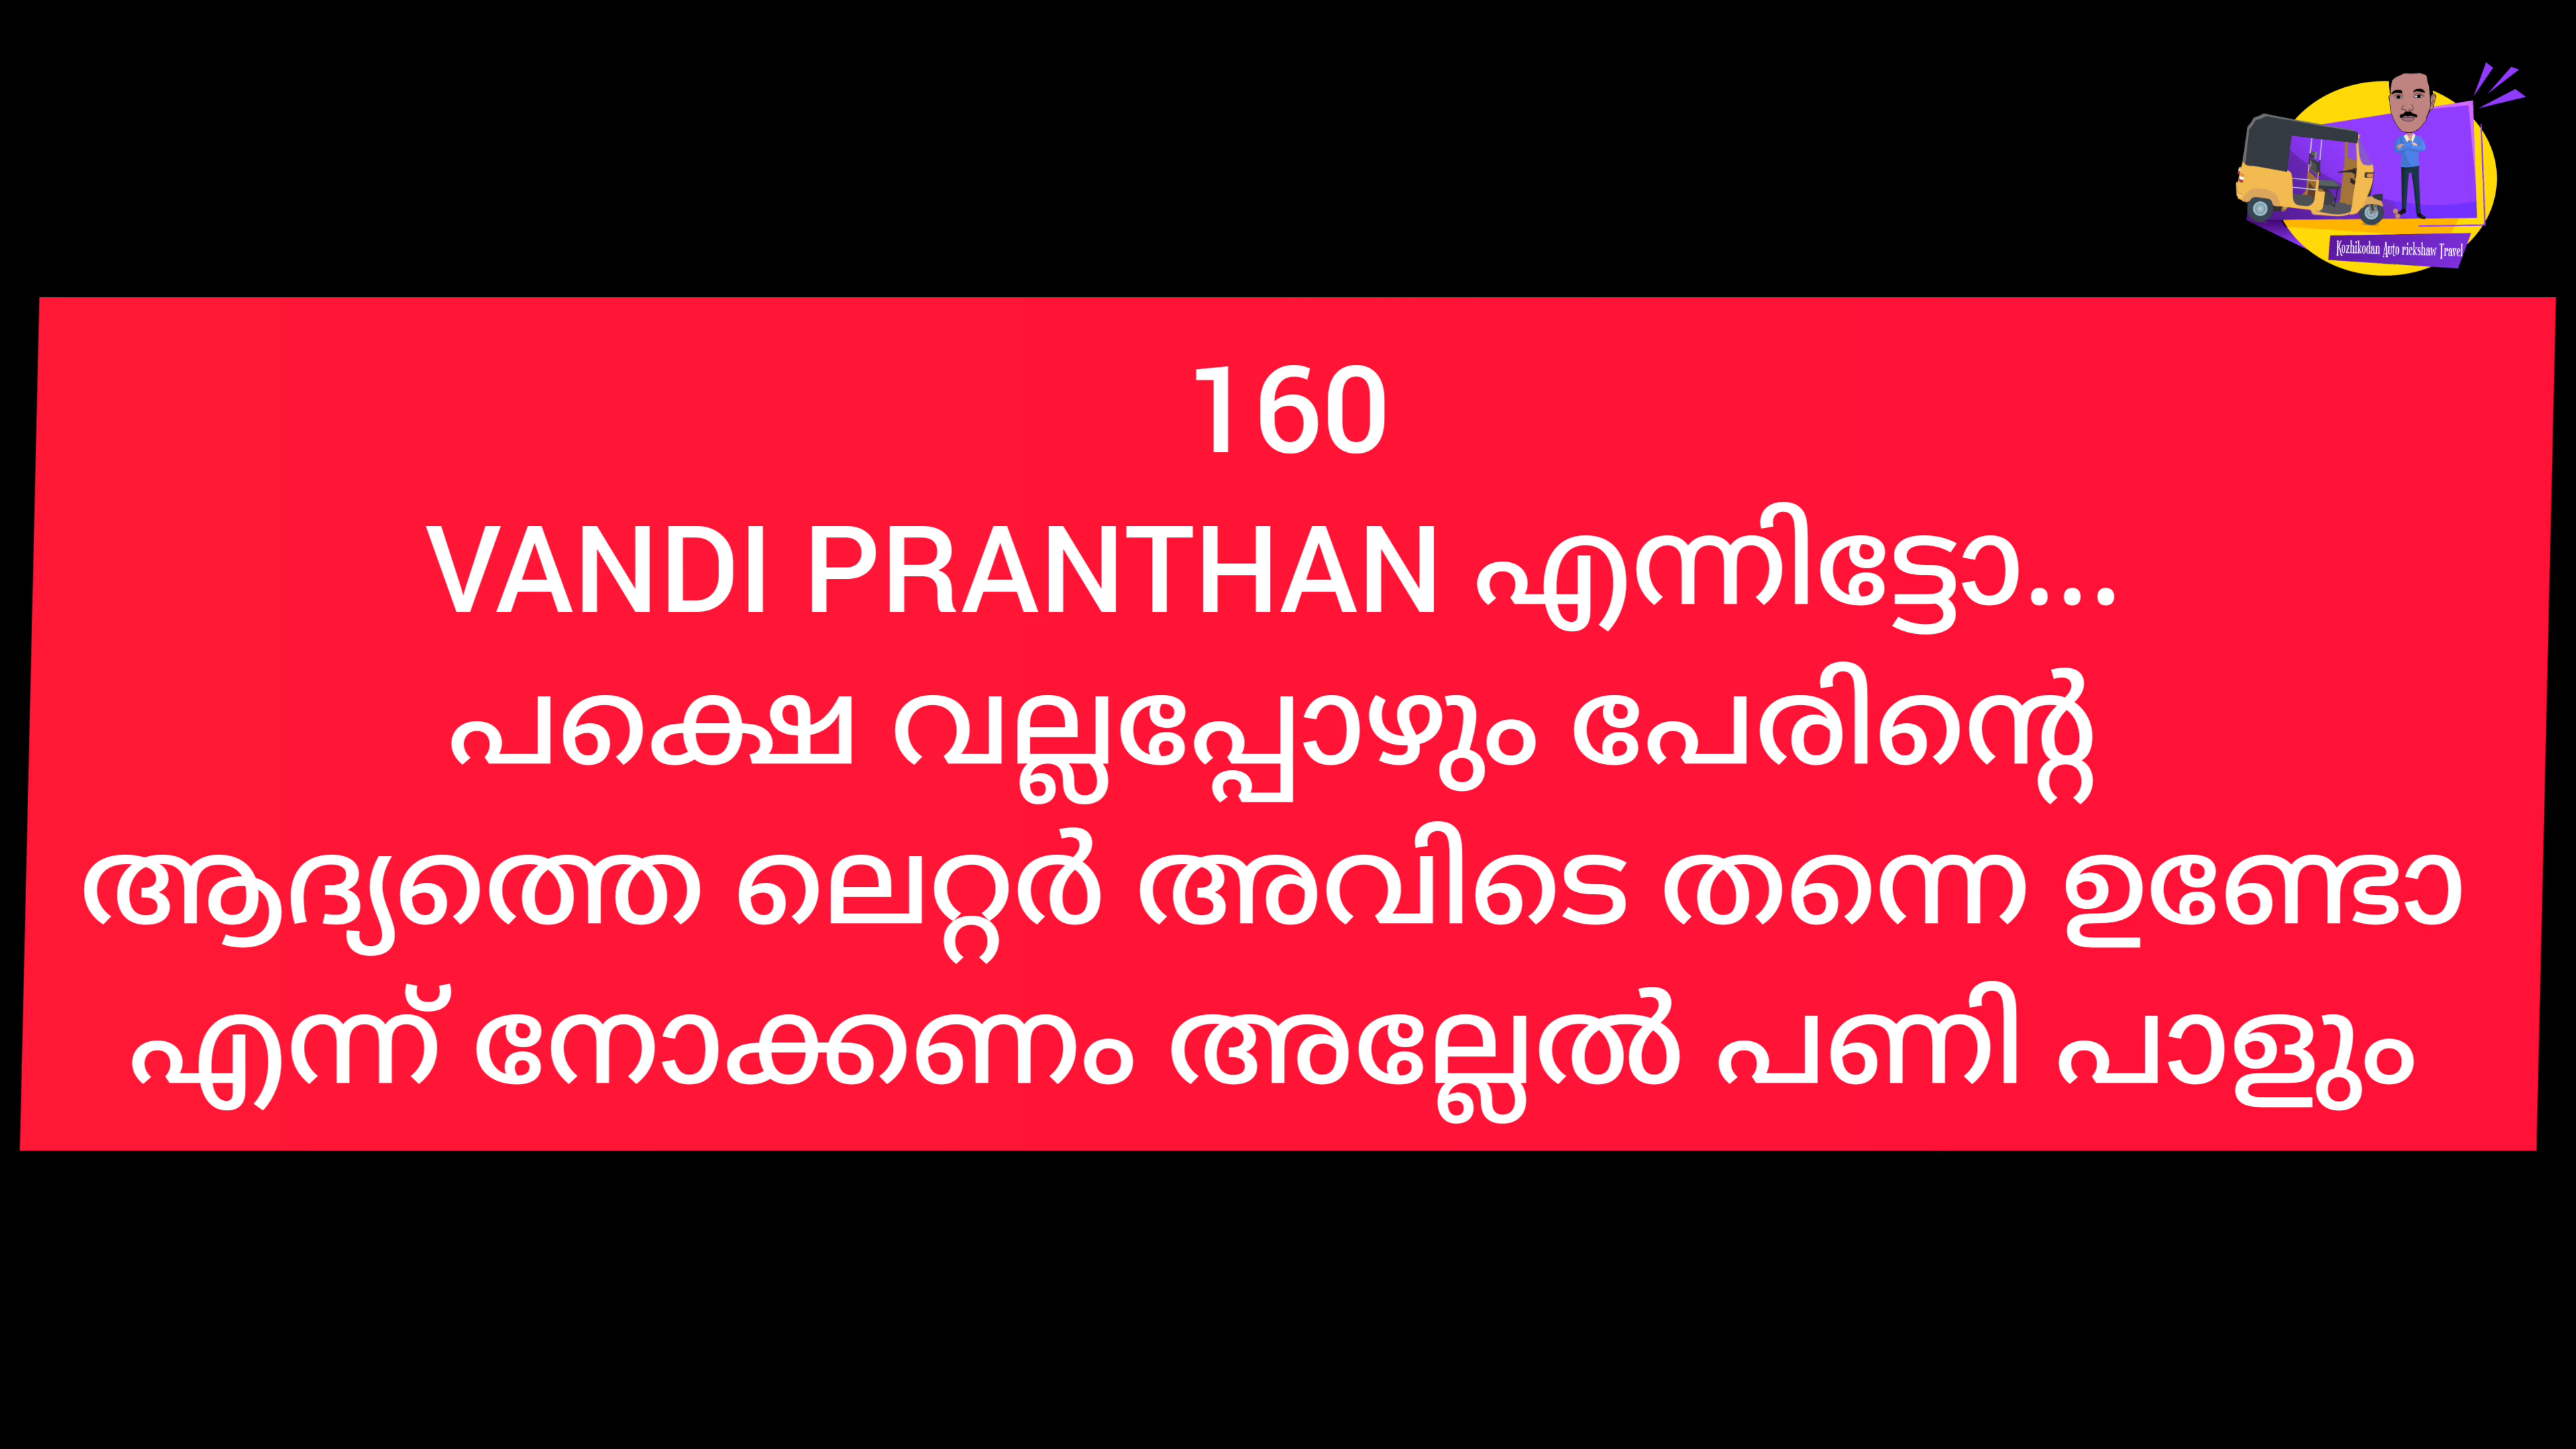 Kozhikodan Auto rickshaw Travel
160
VANDI PRANTHAN എന്നിട്ടോ...
പക്ഷെ വല്ലപ്പോഴും പേരിന്റെ
ആദ്യത്തെ ലെറ്റർ അവിടെ തന്നെ ഉണ്ടോ
എന്ന് നോക്കണം അല്ലേൽ പണി പാളും